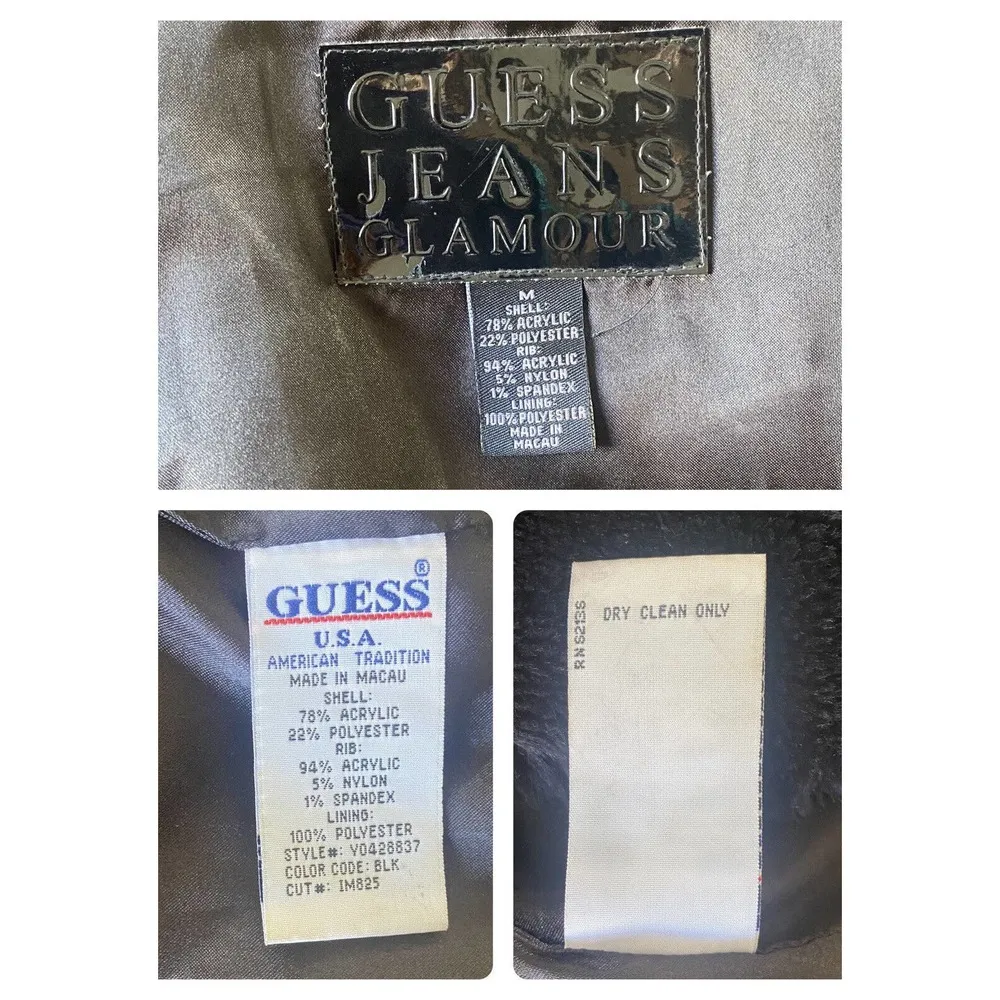 GUESS
JEANS
GLAMOUR
M
SHELL:
78% ACRYLIC
22% POLYESTER
RIB:
94% ACRYLIC
5% NYLON
1% SPANDEX
LINING:
100% POLYESTER
MADE IN
MACAU
GUESS®
U.S.A.
AMERICAN TRADITION
MADE IN MACAU
SHELL:
78% ACRYLIC
22% POLYESTER
RIB:
94% ACRYLIC
5% NYLON
1% SPANDEX
LINING:
100% POLYESTER
STYLE#: Y0428837
COLOR CODE: BLK
CUT#: IM825
RN 62136
DRY CLEAN ONLY